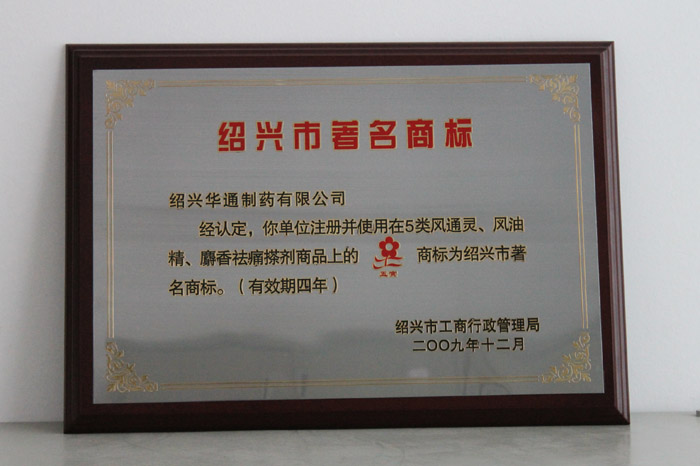 绍兴市著名商标
绍兴华通制药有限公司
经认定，你单位注册并使用在5类风通灵、风油
精、麝香祛痛搽剂商品上的 商标为绍兴市著
名商标。（有效期四年）
绍兴市工商行政管理局
二〇〇九年十二月